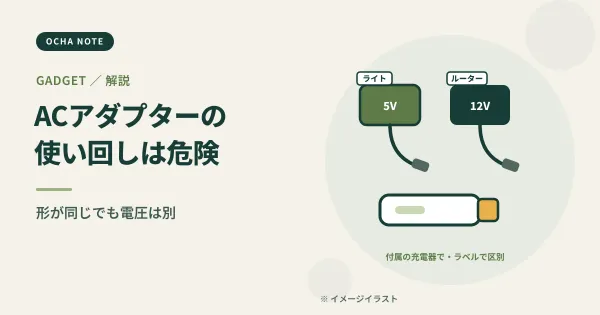 OCHA NOTE
GADGET ／ 解説
ACアダプターの
使い回しは危険
形が同じでも電圧は別
ライト
ルーター
5V
12V
付属の充電器で・ラベルで区別
※ イメージイラスト